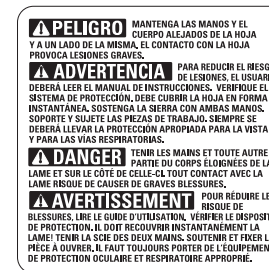 PELIGRO MANTENGA LAS MANOS Y EL
CUERPO ALEJADOS DE LA HOJA
Y A UN LADO DE LA MISMA, EL CONTACTO CON LA HOJA
PROVOCA LESIONES GRAVES.
ADVERTENCIA PARA REDUCIR EL RIESG
DE LESIONES, EL USUARI
DEBERÁ LEER EL MANUAL DE INSTRUCCIONES. VERIFIQUE EL
SISTEMA DE PROTECCIÓN, DEBE CUBRIR LA HOJA EN FORMA
INSTANTÁNEA. SOSTENGA LA SIERRA CON AMBAS MANOS.
SOPORTE Y SUJETE LAS PIEZAS DE TRABAJO. SIEMPRE SE
DEBERÁ LLEVAR LA PROTECCIÓN APROPIADA PARA LA VISTA
Y PARA LAS VÍAS RESPIRATORIAS.
DANGER TENIR LES MAINS ET TOUTE AUTRE
PARTIE DU CORPS ÉLOIGNÉES DE LA
LAME ET SUR LE CÔTÉ DE CELLE-CI. TOUT CONTACT AVEC LA
LAME RISQUE DE CAUSER DE GRAVES BLESSURES.
AVERTISSEMENT POUR RÉDUIRE LE
RISQUE DE
BLESSURES, LIRE LE GUIDE D'UTILISATION, VÉRIFIER LE DISPOSIT
DE PROTECTION. IL DOIT RECOUVRIR INSTANTANÉMENT LA
LAME! TENIR LA SCIE DES DEUX MAINS. SOUTENIR ET FIXER L
PIÈCE À OUVRER. IL FAUT TOUJOURS PORTER DE L'ÉQUIPEMEN
DE PROTECTION OCULAIRE ET RESPIRATOIRE APPROPRIÉ.